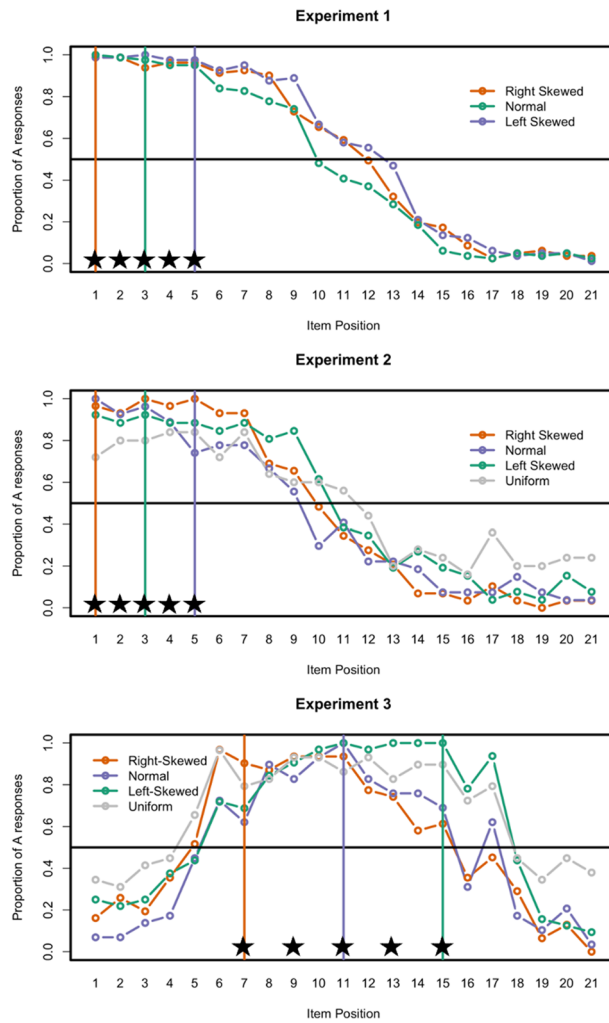 Experiment 1
Proportion of A responses
1.0
0.8
0.6
0.4
0.2
0.0
Right Skewed
Normal
Left Skewed
1 2 3 4 5 6 7 8 9 10 11 12 13 14 15 16 17 18 19 20 21
Item Position
Experiment 2
Proportion of A responses
1.0
0.8
0.6
0.4
0.2
0.0
Right Skewed
Normal
Left Skewed
Uniform
1 2 3 4 5 6 7 8 9 10 11 12 13 14 15 16 17 18 19 20 21
Item Position
Experiment 3
Proportion of A responses
1.0
0.8
0.6
0.4
0.2
0.0
Right-Skewed
Normal
Left-Skewed
Uniform
1 2 3 4 5 6 7 8 9 10 11 12 13 14 15 16 17 18 19 20 21
Item Position